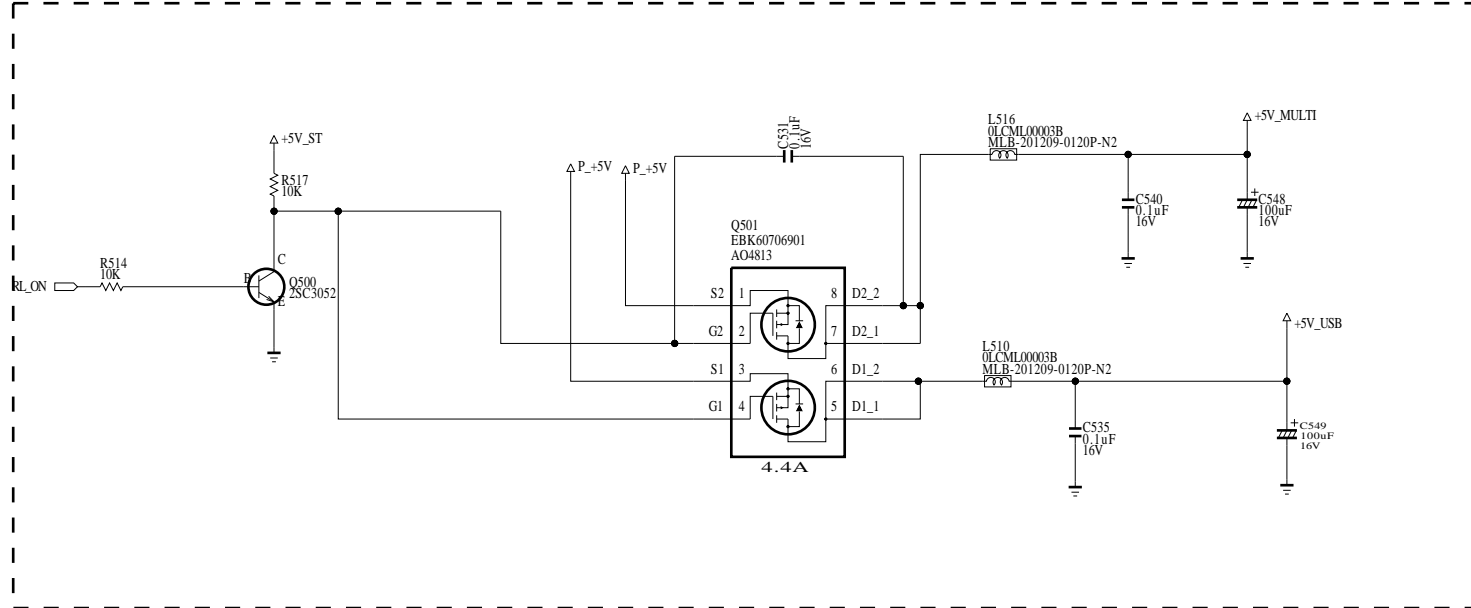 +5V_ST
R517
10K
RL_ON
R514
10K
B
C
E
Q500
2SC3052
P_+5V
P_+5V
C531
0.1uF
16V
Q501
EBK60706901
AO4813
S2 1
G2 2
S1 3
G1 4
8 D2_2
7 D2_1
6 D1_2
5 D1_1
4.4A
L516
0LCML00003B
MLB-201209-0120P-N2
+5V_MULTI
C540
0.1uF
16V
+
C548
100uF
16V
L510
0LCML00003B
MLB-201209-0120P-N2
+5V_USB
C535
0.1uF
16V
+
C549
100uF
16V